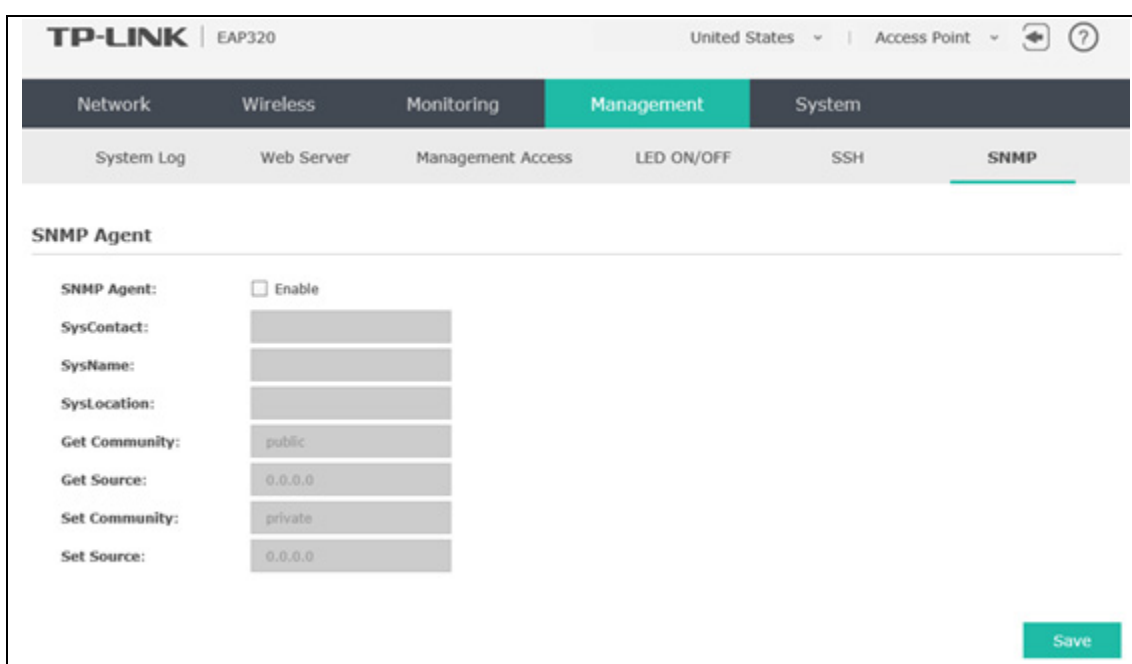 TP-LINK | EAP320 United States | Access Point ?
Network Wireless Monitoring Management System
System Log Web Server Management Access LED ON/OFF SSH SNMP
SNMP Agent
SNMP Agent: Enable
SysContact:
SysName:
SysLocation:
Get Community: public
Get Source: 0.0.0.0
Set Community: private
Set Source: 0.0.0.0
Save